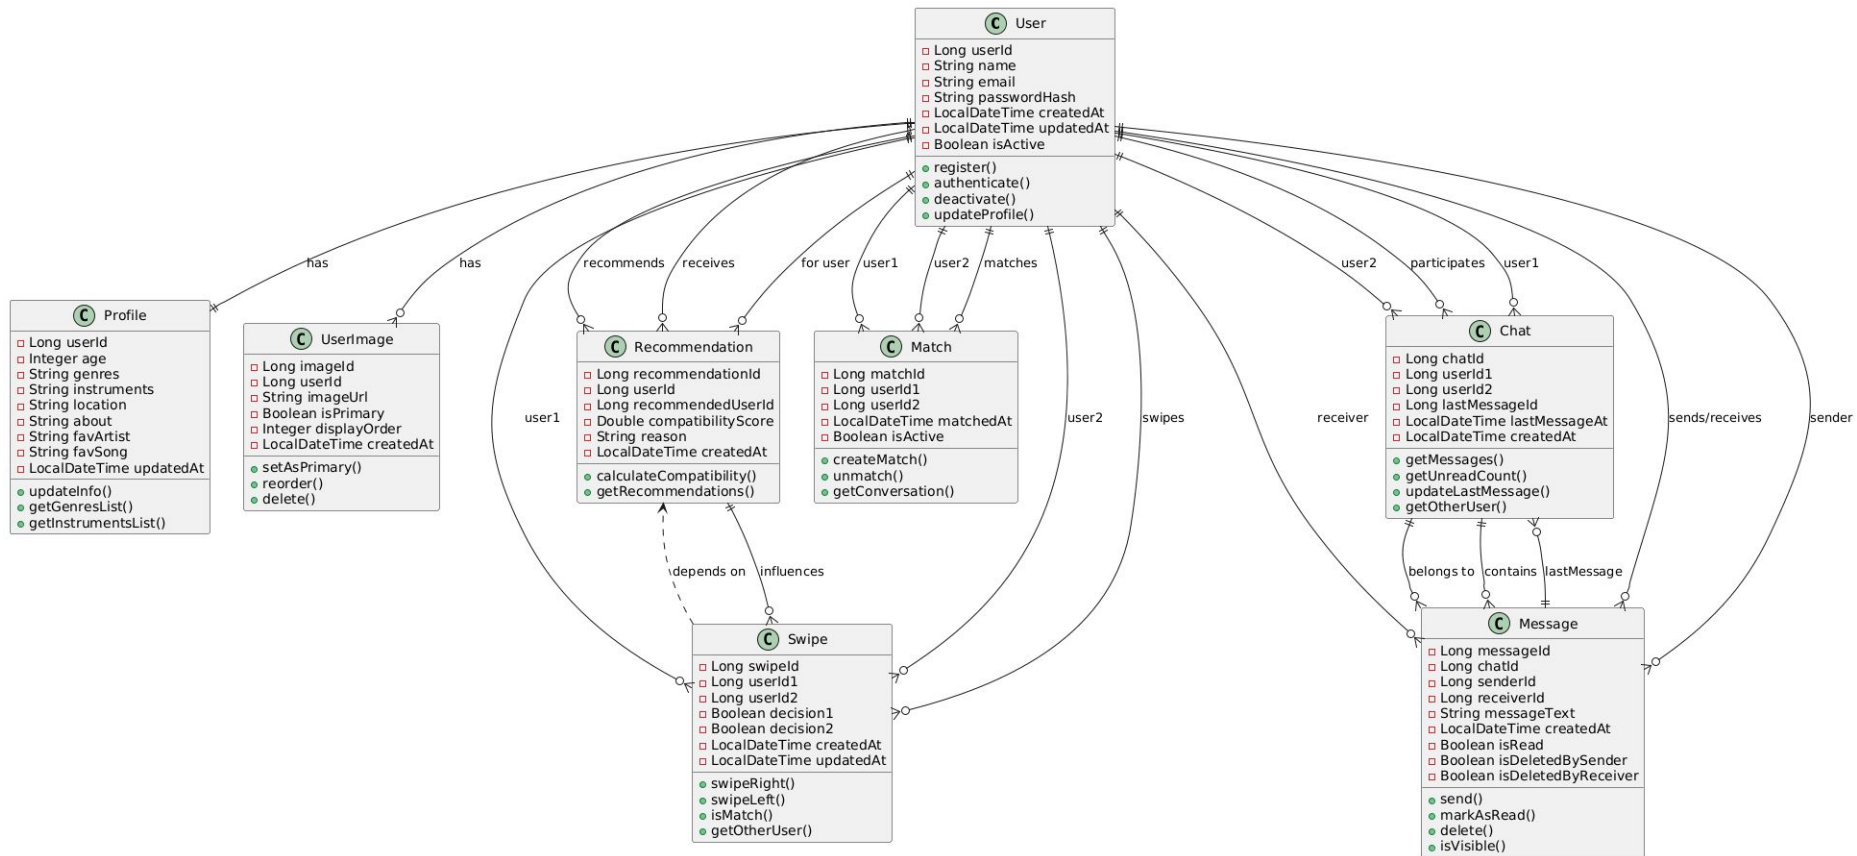 C User
Long userId
String name
String email
String passwordHash
LocalDateTime createdAt
LocalDateTime updatedAt
Boolean isActive
register()
authenticate()
deactivate()
updateProfile()
has
has
recommends
receives
for user
user1
user2
matches
user2
participates
user1
C Profile
Long userId
Integer age
String genres
String instruments
String location
String about
String favArtist
String favSong
LocalDateTime updatedAt
updateInfo()
getGenresList()
getInstrumentsList()
C UserImage
Long imageId
Long userId
String imageUrl
Boolean isPrimary
Integer displayOrder
LocalDateTime createdAt
setAsPrimary()
reorder()
delete()
C Recommendation
Long recommendationId
Long userId
Long recommendedUserId
Double compatibilityScore
String reason
LocalDateTime createdAt
calculateCompatibility()
getRecommendations()
C Match
Long matchId
Long userId1
Long userId2
LocalDateTime matchedAt
Boolean isActive
createMatch()
unmatch()
getConversation()
C Chat
Long chatId
Long userId1
Long userId2
Long lastMessageId
LocalDateTime lastMessageAt
LocalDateTime createdAt
getMessages()
getUnreadCount()
updateLastMessage()
getOtherUser()
user1
user2
swipes
receiver
sends/receives
sender
depends on
influences
belongs to
contains
lastMessage
C Swipe
Long swipeId
Long userId1
Long userId2
Boolean decision1
Boolean decision2
LocalDateTime createdAt
LocalDateTime updatedAt
swipeRight()
swipeLeft()
isMatch()
getOtherUser()
C Message
Long messageId
Long chatId
Long senderId
Long receiverId
String messageText
LocalDateTime createdAt
Boolean isRead
Boolean isDeletedBySender
Boolean isDeletedByReceiver
send()
markAsRead()
delete()
isVisible()